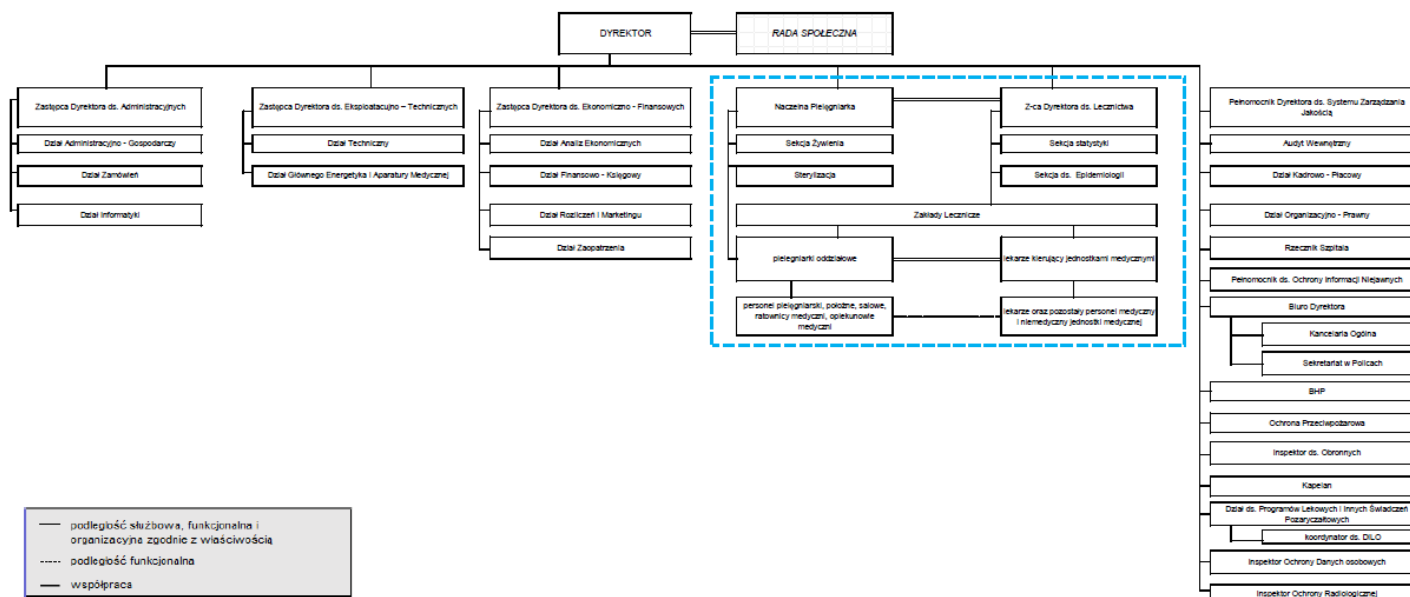 DYREKTOR
RADA SPOŁECZNA
Zastępca Dyrektora ds. Administracyjnych
Dział Administracyjno - Gospodarczy
Dział Zamówień
Dział Informatyki
Zastępca Dyrektora ds. Eksploatacyjno – Technicznych
Dział Techniczny
Dział Głównego Energetyka i Aparatury Medycznej
Zastępca Dyrektora ds. Ekonomiczno - Finansowych
Dział Analiz Ekonomicznych
Dział Finansowo - Księgowy
Dział Rozliczeń i Marketingu
Dział Zaopatrzenia
Naczelna Pielęgniarka
Sekcja Żywienia
Sterylizacja
Z-ca Dyrektora ds. Lecznictwa
Sekcja statystyki
Sekcja ds. Epidemiologii
Zakłady Lecznicze
pielęgniarki oddziałowe
lekarze kierujący jednostkami medycznymi
personel pielęgniarski, położne, salowe,
ratownicy medyczni, opiekunowie
medyczni
lekarze oraz pozostały personel medyczny
i niemedyczny jednostki medycznej
Pełnomocnik Dyrektora ds. Systemu Zarządzania
Jakością
Audyt Wewnętrzny
Dział Kadrowo - Płacowy
Dział Organizacyjno - Prawny
Rzecznik Szpitala
Pełnomocnik ds. Ochrony Informacji Niejawnych
Biuro Dyrektora
Kancelaria Ogólna
Sekretariat w Policach
BHP
Ochrona Przeciwpożarowa
Inspektor ds. Obronnych
Kapelan
Dział ds. Programów Lekowych i Innych Świadczeń
Pozaryczałtowych
koordynator ds. DILO
Inspektor Ochrony Danych osobowych
Inspektor Ochrony Radiologicznej
podległość służbowa, funkcjonalna i
organizacyjna zgodnie z właściwością
podległość funkcjonalna
współpraca